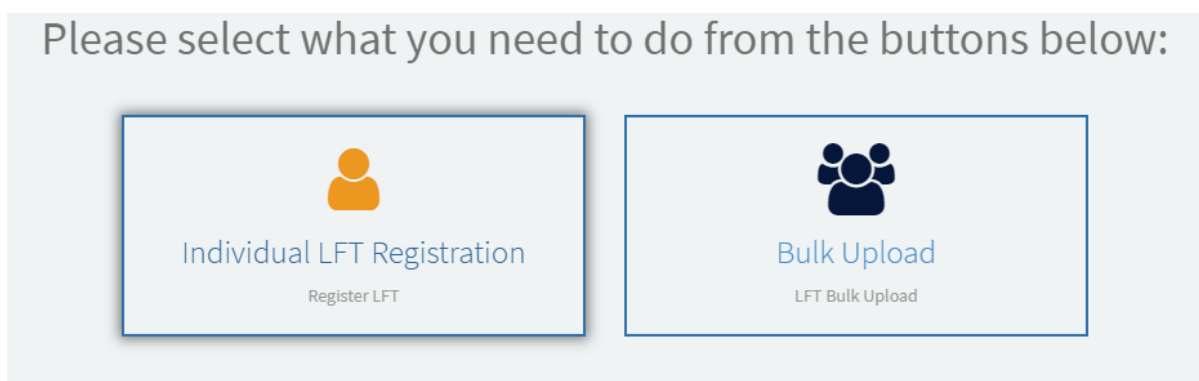 Please select what you need to do from the buttons below:
Individual LFT Registration
Register LFT
Bulk Upload
LFT Bulk Upload